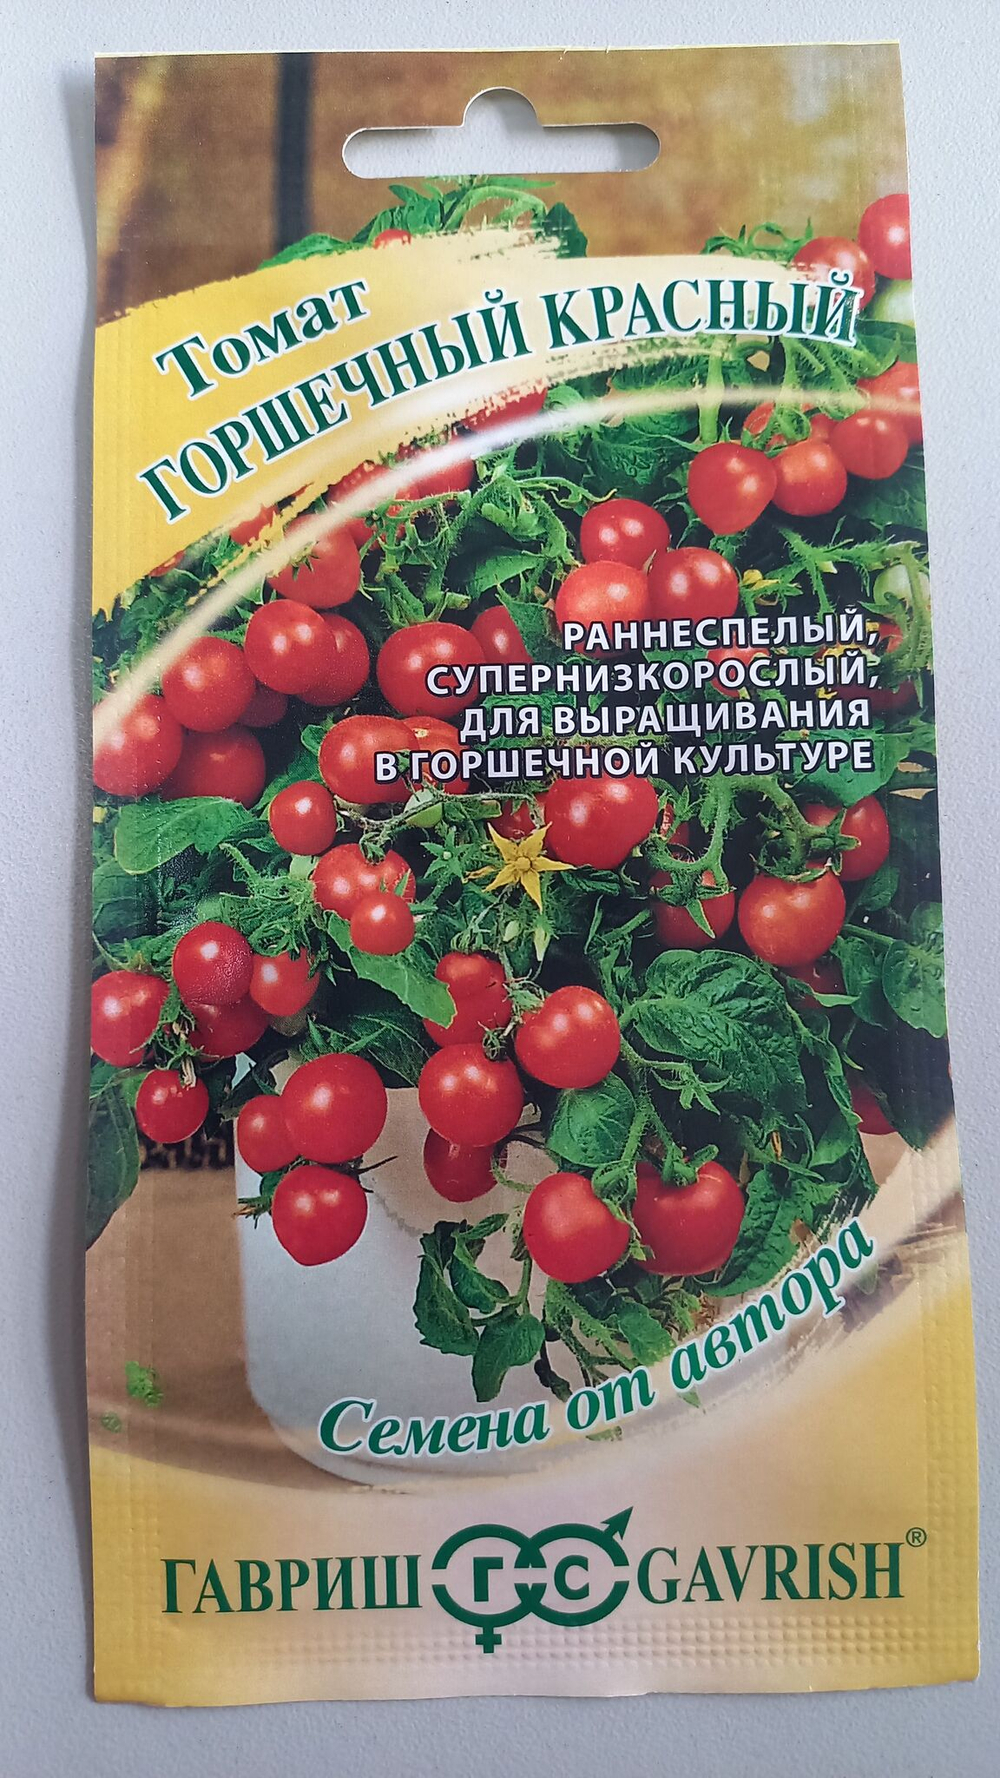 Томат
ГОРШЕЧНЫЙ КРАСНЫЙ
РАННЕСПЕЛЫЙ,
СУПЕРНИЗКОРОСЛЫЙ,
ДЛЯ ВЫРАЩИВАНИЯ
В ГОРШЕЧНОЙ КУЛЬТУРЕ
Семена от автора
ГАВРИШ ГС GAVRISH®